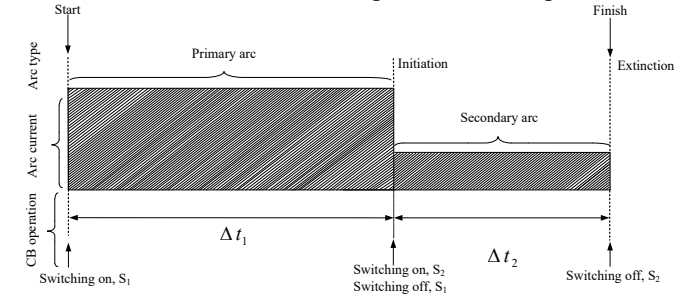 Start
Finish
Arc type
Primary arc
Initiation
Extinction
Arc current
Secondary arc
CB operation
Δt₁
Δt₂
Switching on, S₁
Switching on, S₂
Switching off, S₁
Switching off, S₂